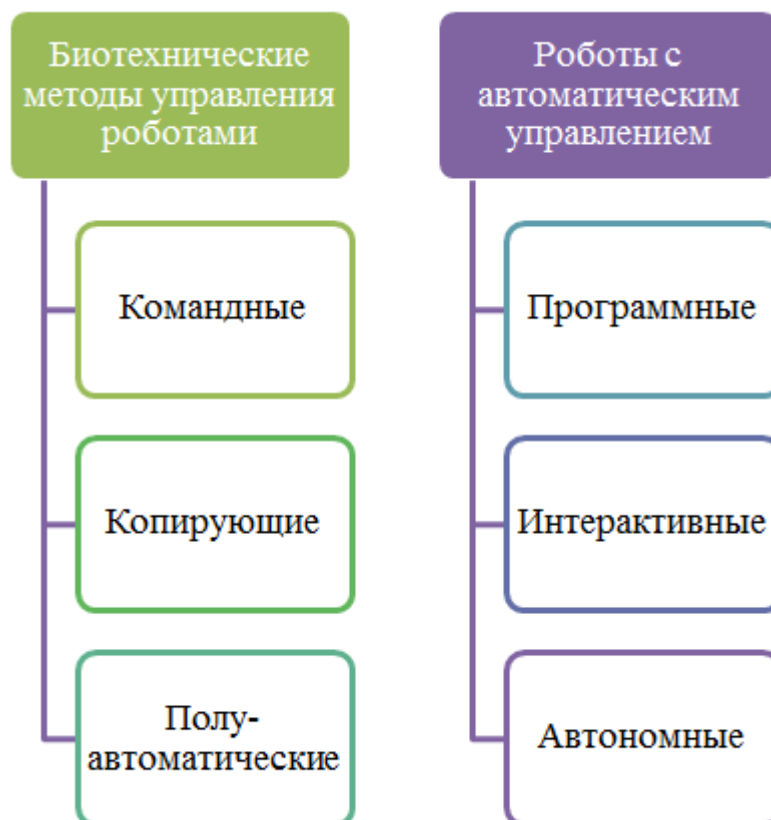 Биотехнические
методы управления
роботами
Командные
Копирующие
Полу-
автоматические
Роботы с
автоматическим
управлением
Программные
Интерактивные
Автономные